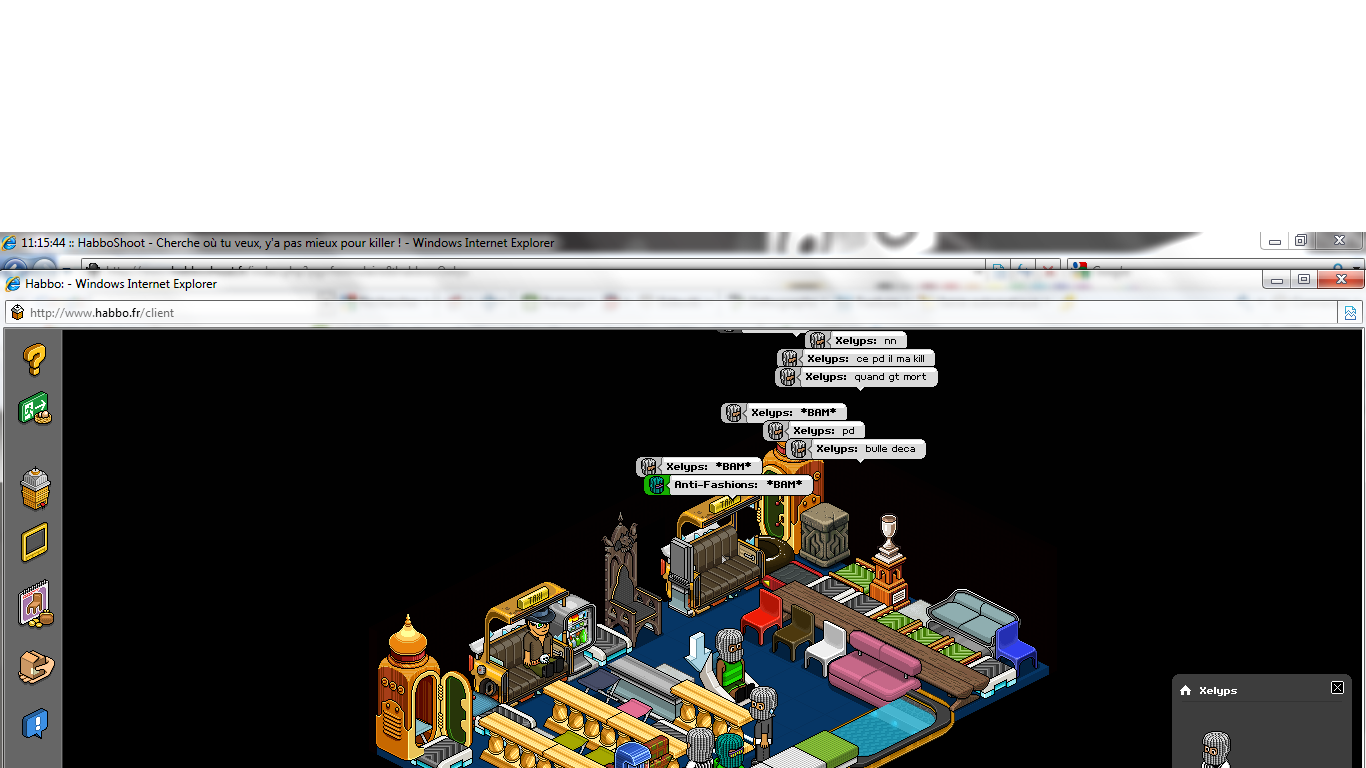 11:15:44 :: HabboShoot - Cherche où tu veux, y'a pas mieux pour killer ! - Windows Internet Explorer
Habbo: - Windows Internet Explorer
http://www.habbo.fr/client
Xelyps: nn
Xelyps: ce pd il ma kill
Xelyps: quand gt mort
Xelyps: *BAM*
Xelyps: pd
Xelyps: bulle deca
Xelyps: *BAM*
Anti-Fashions: *BAM*
TAXI
TAXI
Xelyps